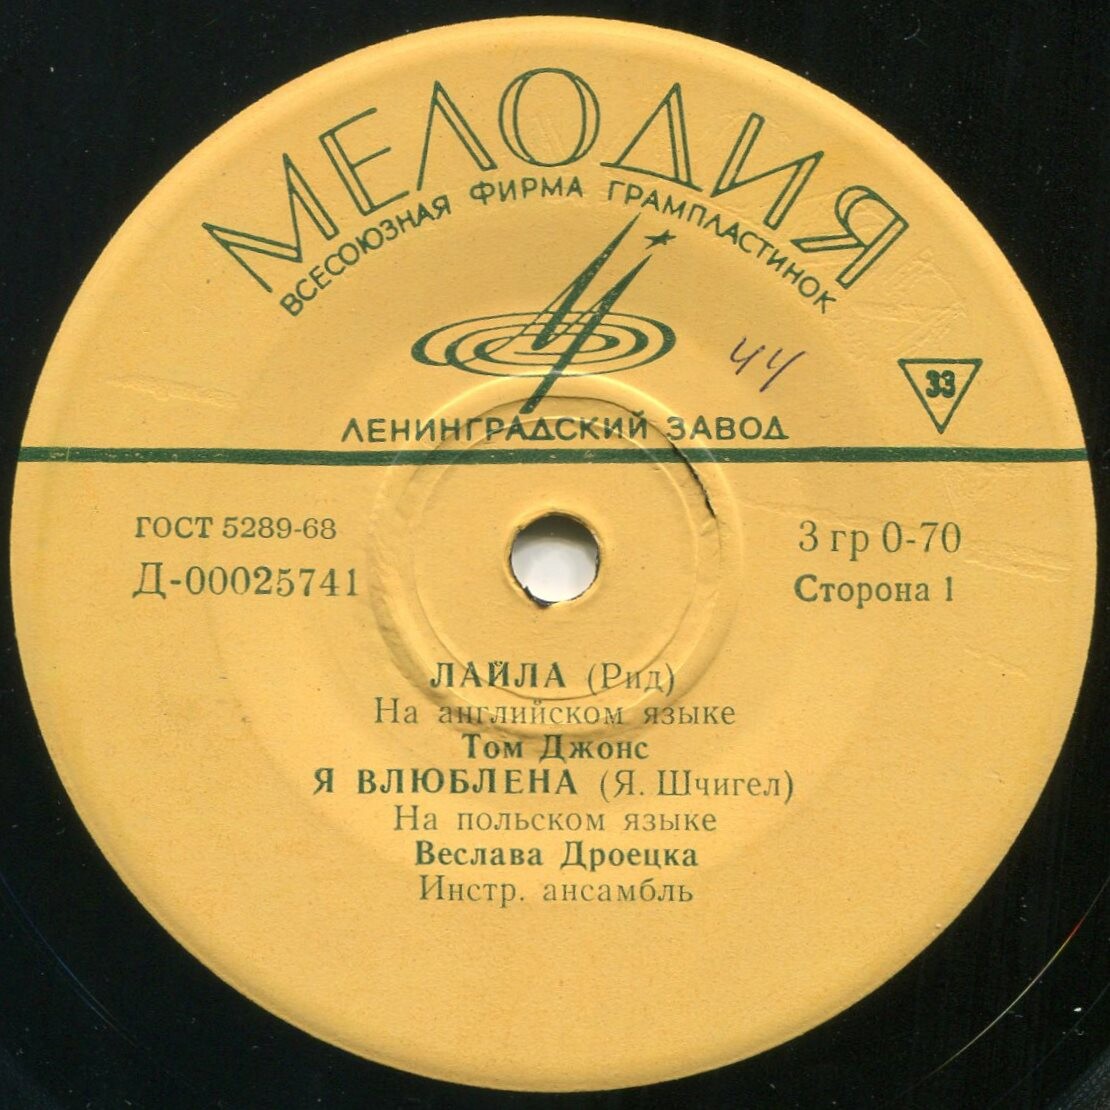 МЕЛОДИЯ
ВСЕСОЮЗНАЯ ФИРМА ГРАМПЛАСТИНОК
44
33
ЛЕНИНГРАДСКИЙ ЗАВОД
ГОСТ 5289-68
Д-00025741
3 гр 0-70
Сторона 1
ЛАЙЛА (Рид)
На английском языке
Том Джонс
Я ВЛЮБЛЕНА (Я. Шчигел)
На польском языке
Веслава Дроецка
Инстр. ансамбль